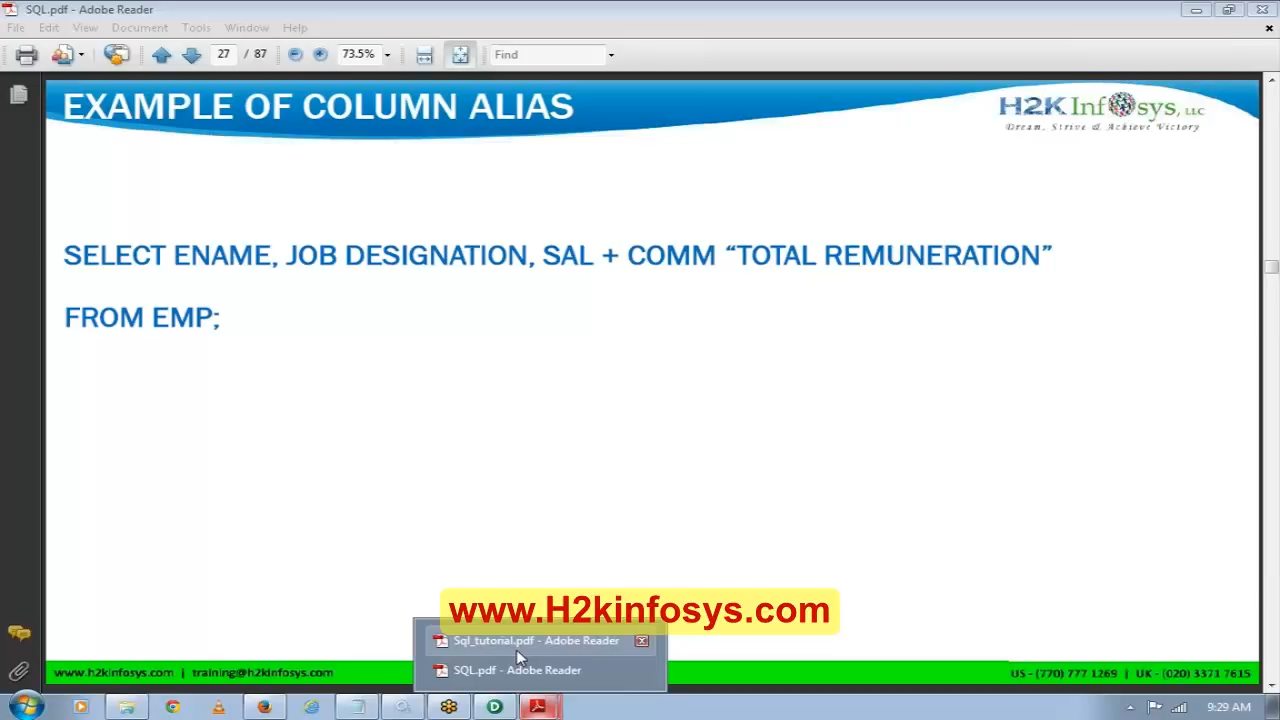 SQL.pdf - Adobe Reader
File Edit View Document Tools Window Help
27 / 87 73.5% Find
EXAMPLE OF COLUMN ALIAS
H2K Infosys, LLC
Dream, Strive & Achieve Victory
SELECT ENAME, JOB DESIGNATION, SAL + COMM “TOTAL REMUNERATION”
FROM EMP;
www.H2kinfosys.com
Sql_tutorial.pdf - Adobe Reader
SQL.pdf - Adobe Reader
www.h2kinfosys.com | training@h2kinfosys.com
US - (770) 777 1269 | UK - (020) 3371 7615
9:29 AM